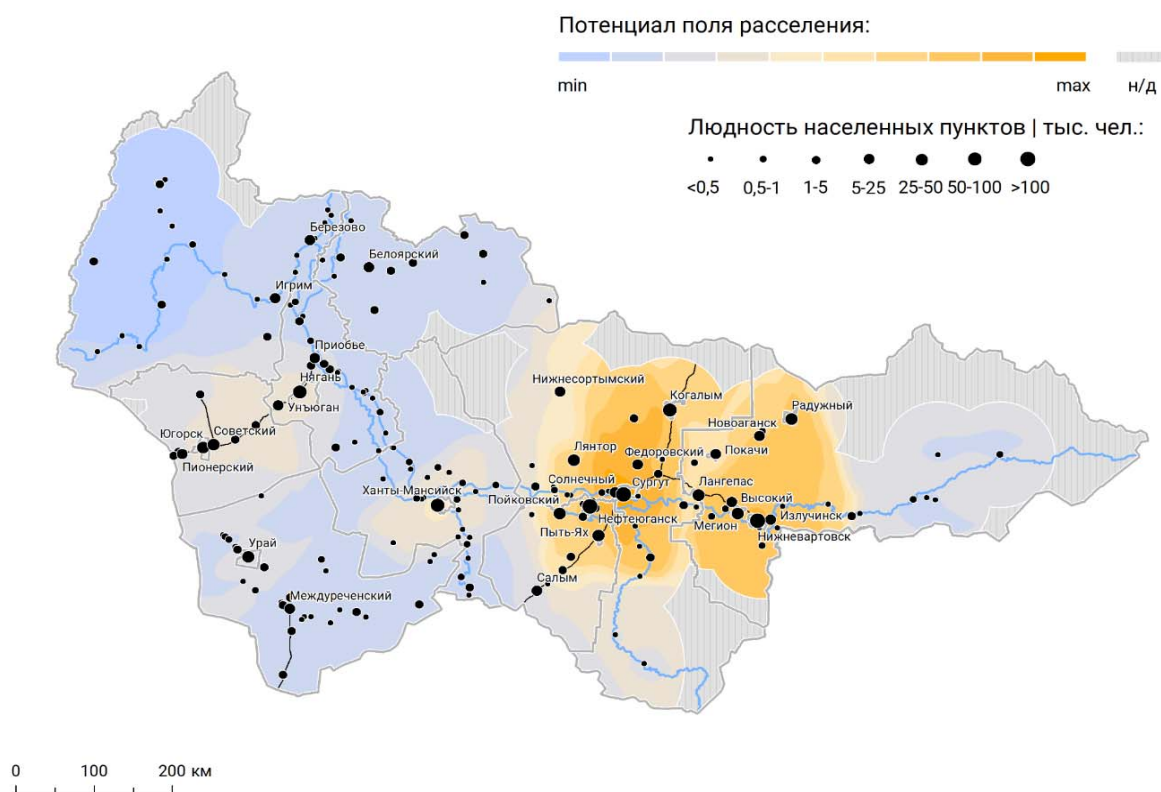 Потенциал поля расселения:
min max н/д
Людность населенных пунктов | тыс. чел.:
<0,5 0,5-1 1-5 5-25 25-50 50-100 >100
Березово
Белоярский
Игрим
Приобье
Нягань
Унъюган
Нижнесортымский
Когалым
Радужный
Новоаганск
Югорск
Советский
Пионерский
Лянтор
Федоровский
Покачи
Солнечный
Сургут
Лангепас
Ханты-Мансийск
Пойковский
Высокий
Нефтеюганск
Мегион
Излучинск
Пыть-Ях
Нижневартовск
Урай
Салым
Междуреченский
0 100 200 км